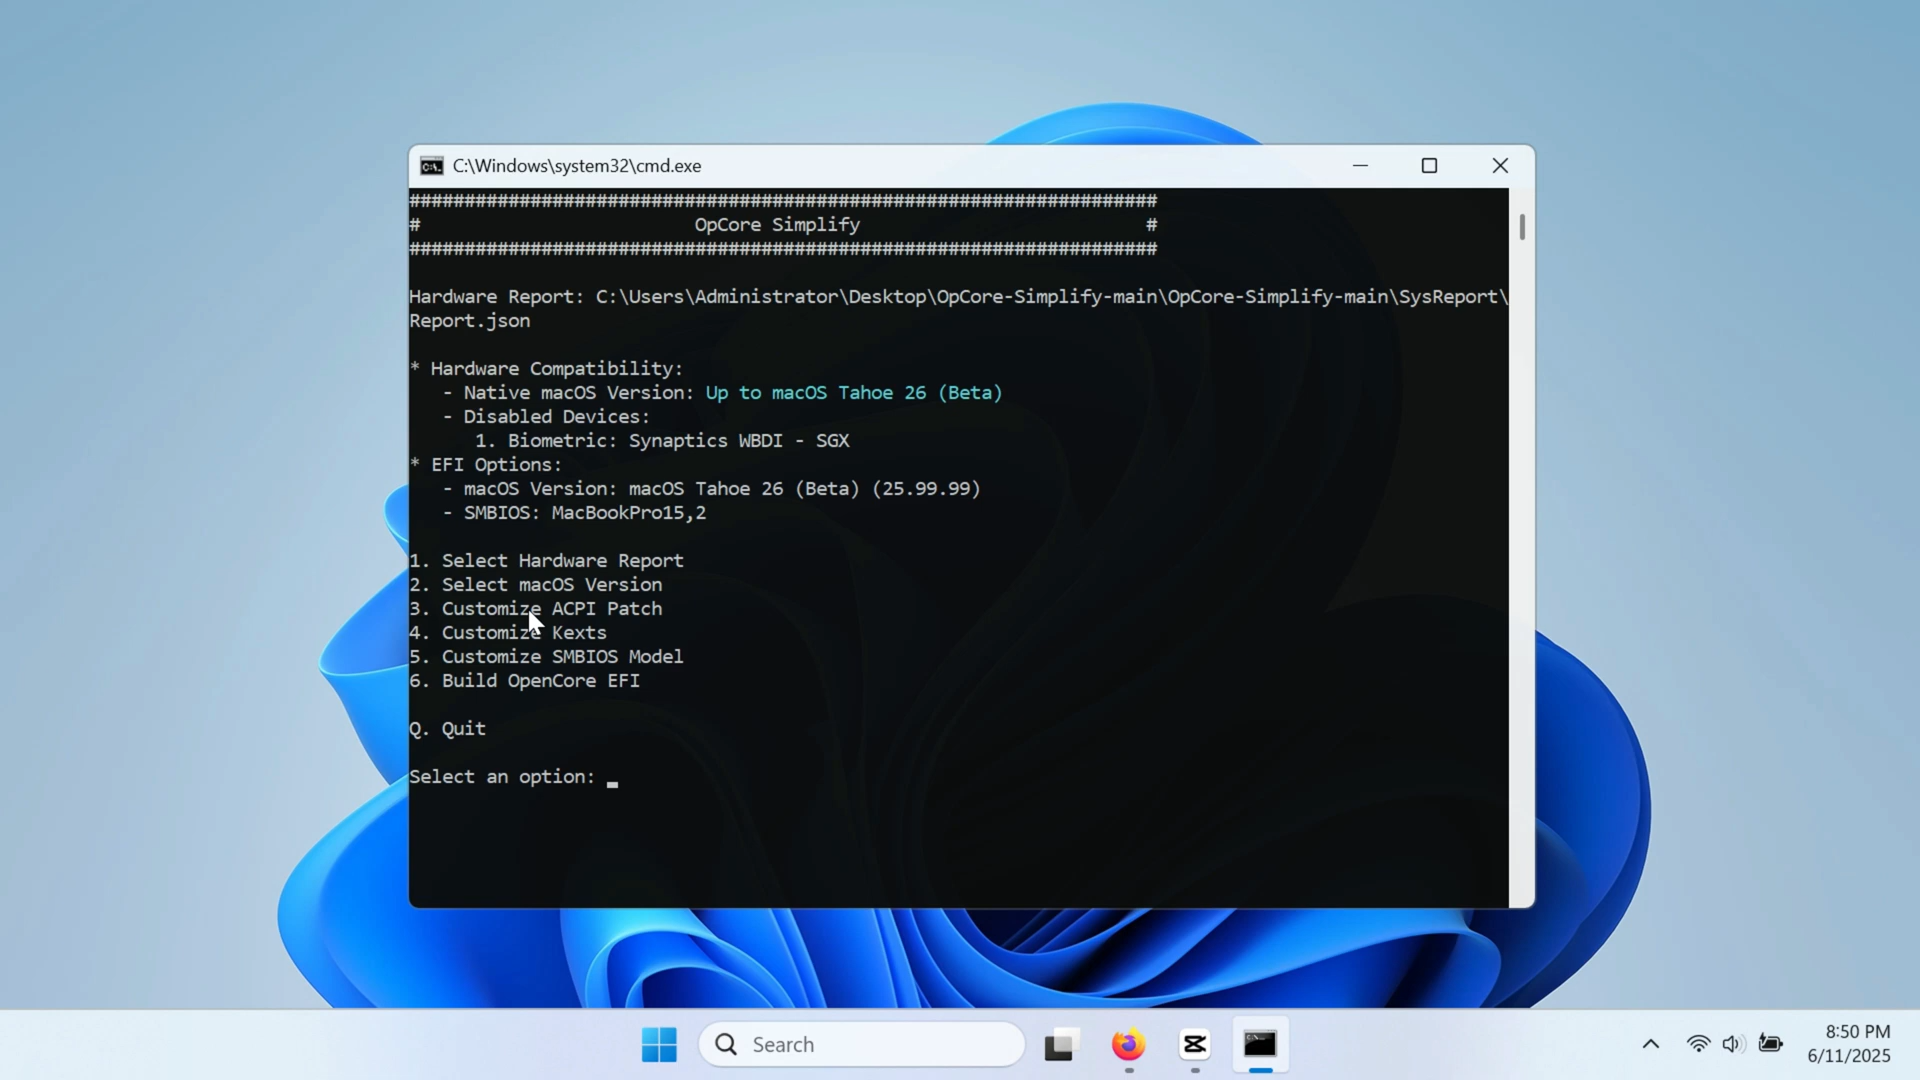 C:\Windows\system32\cmd.exe
####################################################################
# OpCore Simplify #
####################################################################
Hardware Report: C:\Users\Administrator\Desktop\OpCore-Simplify-main\OpCore-Simplify-main\SysReport\
Report.json
* Hardware Compatibility:
- Native macOS Version: Up to macOS Tahoe 26 (Beta)
- Disabled Devices:
1. Biometric: Synaptics WBDI - SGX
* EFI Options:
- macOS Version: macOS Tahoe 26 (Beta) (25.99.99)
- SMBIOS: MacBookPro15,2
1. Select Hardware Report
2. Select macOS Version
3. Customize ACPI Patch
4. Customize Kexts
5. Customize SMBIOS Model
6. Build OpenCore EFI
Q. Quit
Select an option: _
Search
8:50 PM
6/11/2025